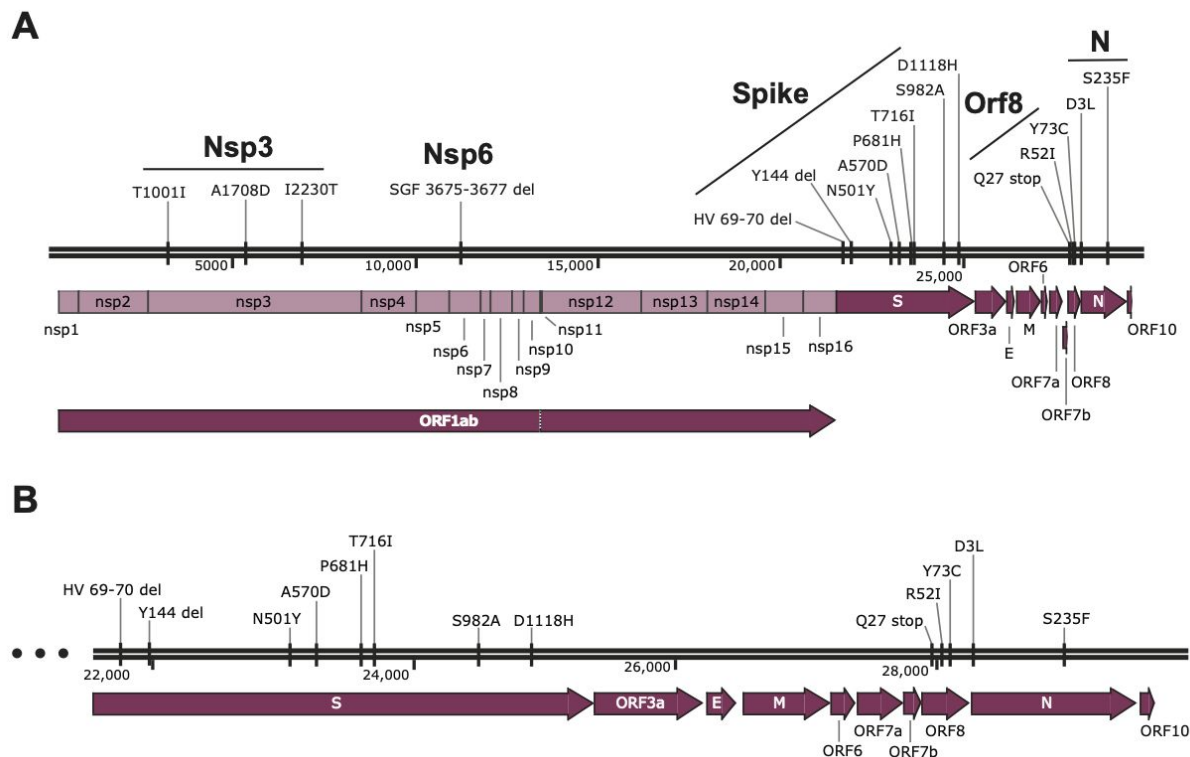 A
Nsp3
T1001I
A1708D
I2230T
Nsp6
SGF 3675-3677 del
Spike
HV 69-70 del
Y144 del
N501Y
A570D
P681H
T716I
S982A
D1118H
Orf8
Q27 stop
R52I
Y73C
N
D3L
S235F
5000
10,000
15,000
20,000
25,000
nsp1
nsp2
nsp3
nsp4
nsp5
nsp6
nsp7
nsp8
nsp9
nsp10
nsp11
nsp12
nsp13
nsp14
nsp15
nsp16
S
ORF3a
E
M
ORF6
ORF7a
ORF7b
ORF8
N
ORF10
ORF1ab
B
HV 69-70 del
Y144 del
N501Y
A570D
P681H
T716I
S982A
D1118H
Q27 stop
R52I
Y73C
D3L
S235F
22,000
24,000
26,000
28,000
S
ORF3a
E
M
ORF6
ORF7a
ORF7b
ORF8
N
ORF10